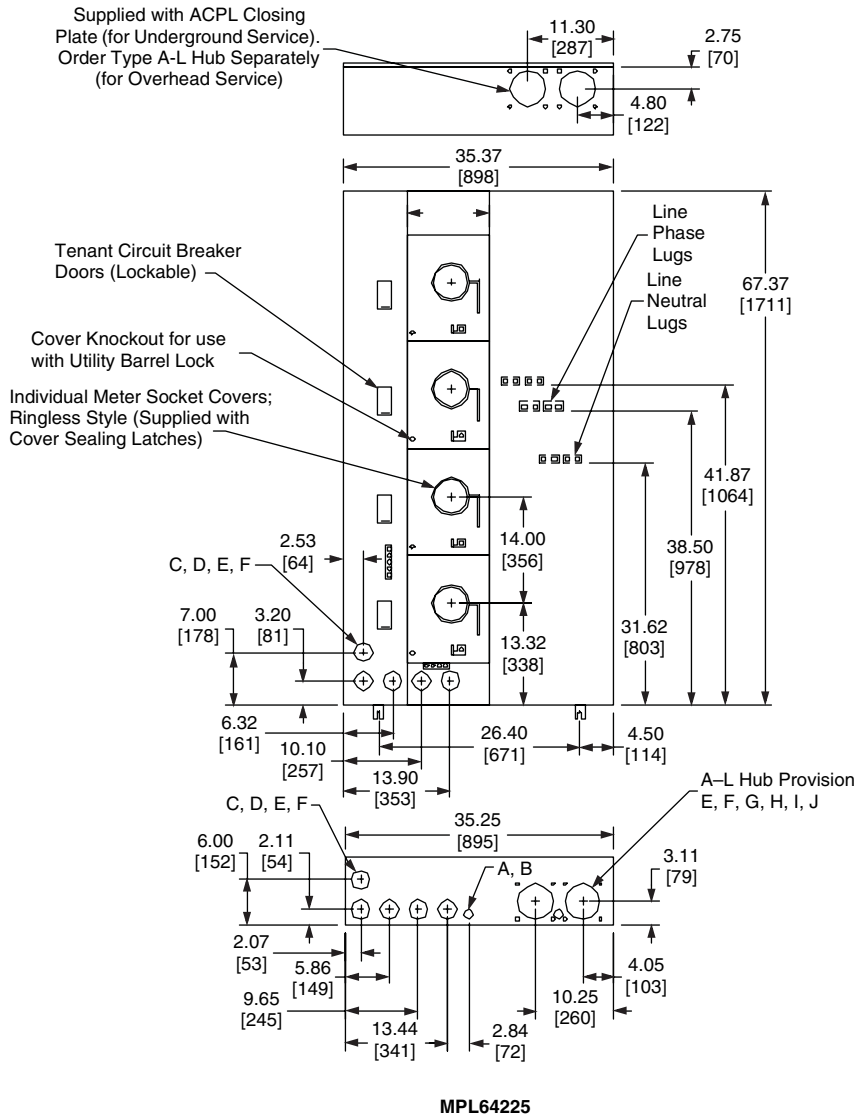 Supplied with ACPL Closing
Plate (for Underground Service).
Order Type A-L Hub Separately
(for Overhead Service)
11.30
[287]
2.75
[70]
4.80
[122]
35.37
[898]
Line
Phase
Lugs
Tenant Circuit Breaker
Doors (Lockable)
Line
Neutral
Lugs
67.37
[1711]
Cover Knockout for use
with Utility Barrel Lock
Individual Meter Socket Covers;
Ringless Style (Supplied with
Cover Sealing Latches)
41.87
[1064]
2.53
[64]
14.00
[356]
38.50
[978]
C, D, E, F
7.00
[178]
3.20
[81]
13.32
[338]
31.62
[803]
6.32
[161]
26.40
[671]
4.50
[114]
10.10
[257]
13.90
[353]
A–L Hub Provision
E, F, G, H, I, J
C, D, E, F
35.25
[895]
6.00
[152]
2.11
[54]
A, B
3.11
[79]
2.07
[53]
5.86
[149]
4.05
[103]
9.65
[245]
10.25
[260]
13.44
[341]
2.84
[72]
MPL64225